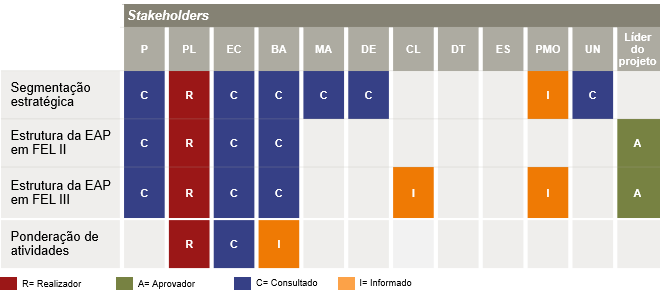 Stakeholders
P PL EC BA MA DE CL DT ES PMO UN Líder do projeto
Segmentação estratégica C R C C C C I C
Estrutura da EAP em FEL II C R C C A
Estrutura da EAP em FEL III C R C C I I A
Ponderação de atividades R C I
R= Realizador A= Aprovador C= Consultado I= Informado